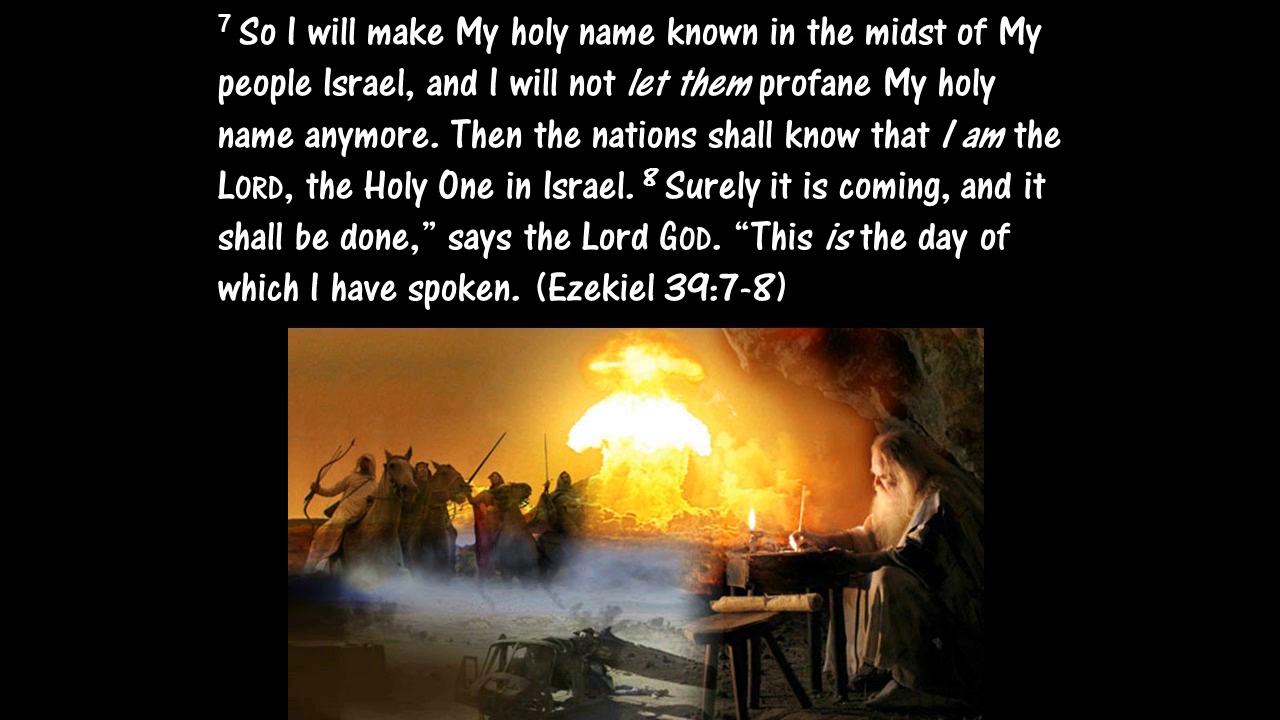 7 So I will make My holy name known in the midst of My
people Israel, and I will not let them profane My holy
name anymore. Then the nations shall know that I am the
LORD, the Holy One in Israel. 8 Surely it is coming, and it
shall be done,” says the Lord GOD. “This is the day of
which I have spoken. (Ezekiel 39:7-8)